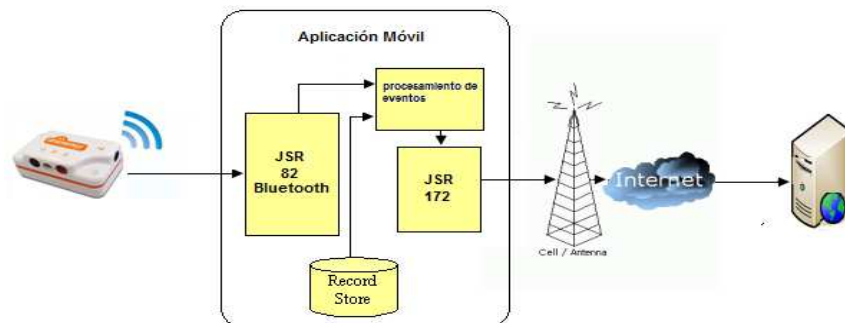 Aplicación Móvil
procesamiento de
eventos
JSR
82
Bluetooth
JSR
172
Record
Store
Internet
Cell / Antenna